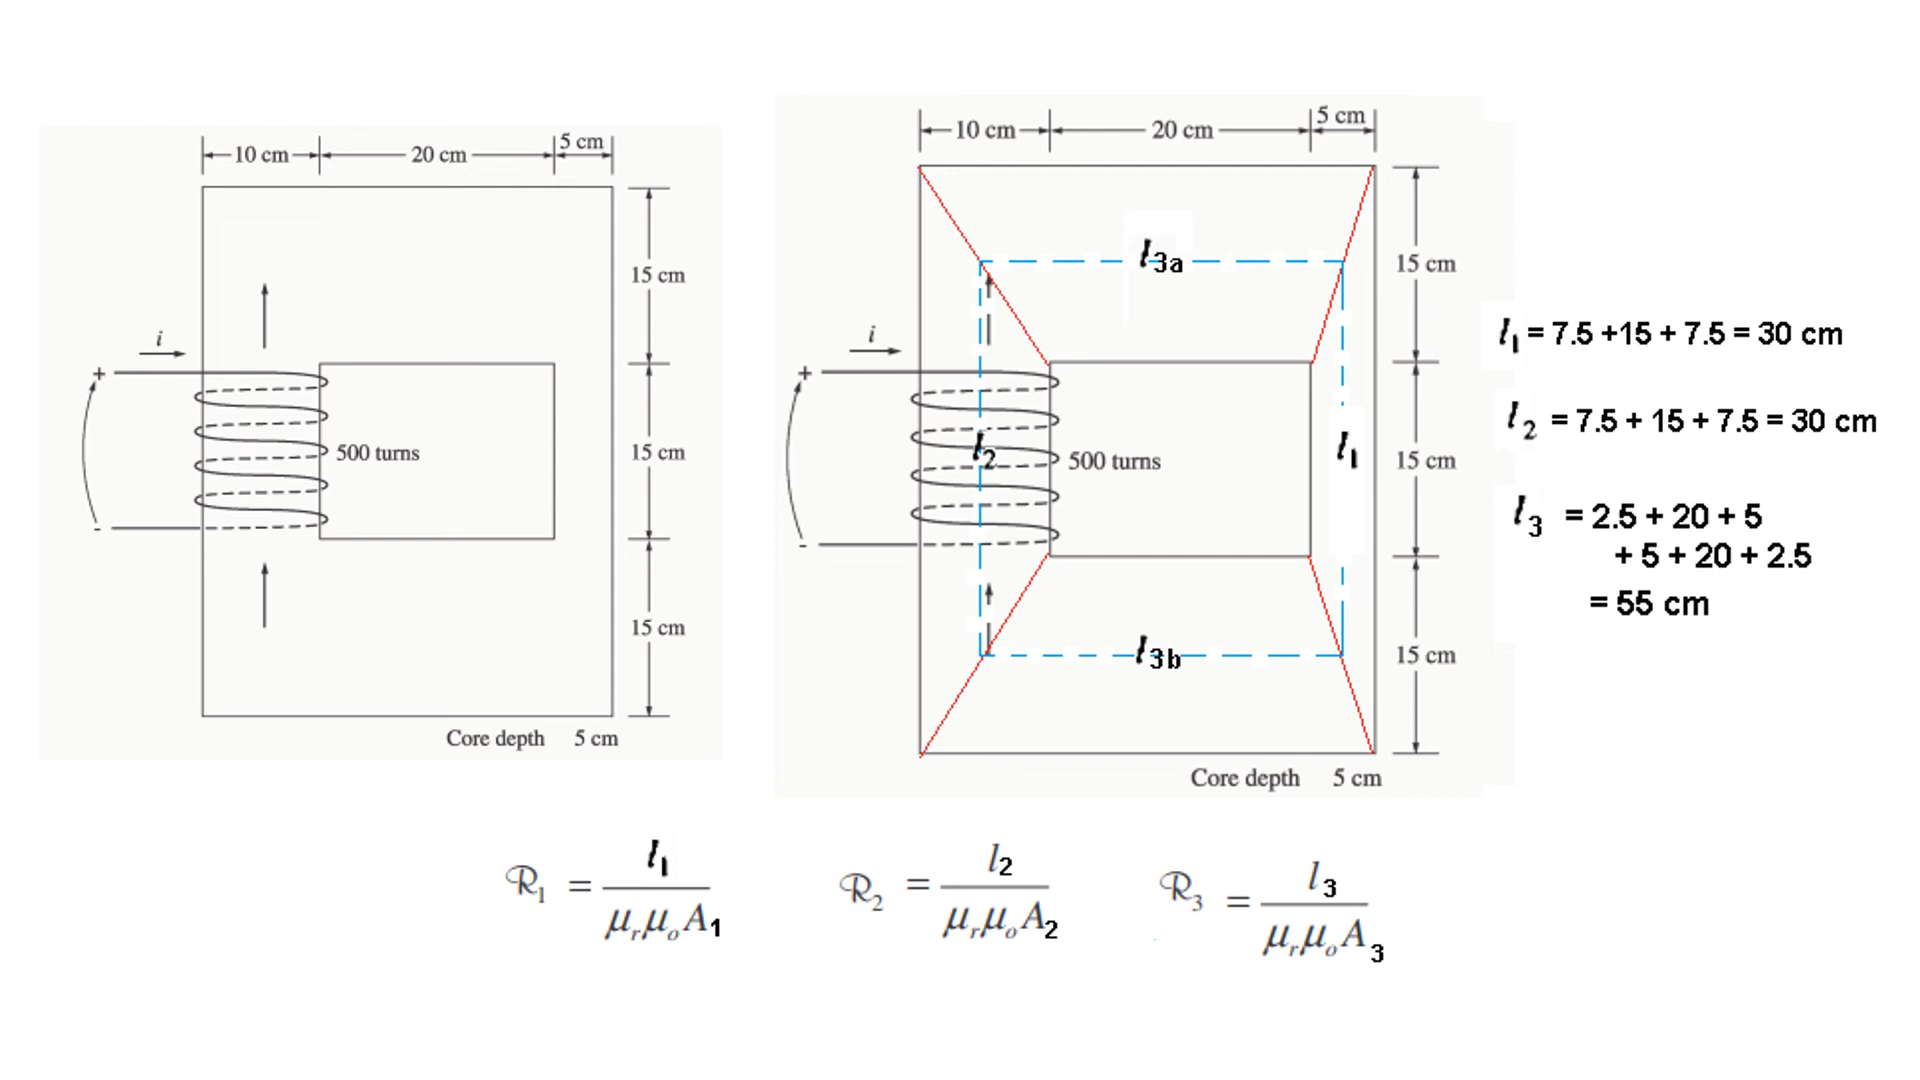 10 cm 20 cm 5 cm
15 cm
i
+
500 turns
15 cm
-
15 cm
Core depth 5 cm
10 cm 20 cm 5 cm
l3a
15 cm
i
+
l2
500 turns
l1
15 cm
-
l3b
15 cm
Core depth 5 cm
l1 = 7.5 +15 + 7.5 = 30 cm
l2 = 7.5 + 15 + 7.5 = 30 cm
l3 = 2.5 + 20 + 5
+ 5 + 20 + 2.5
= 55 cm
ℛ1 = l1 / μrμoA1
ℛ2 = l2 / μrμoA2
ℛ3 = l3 / μrμoA3